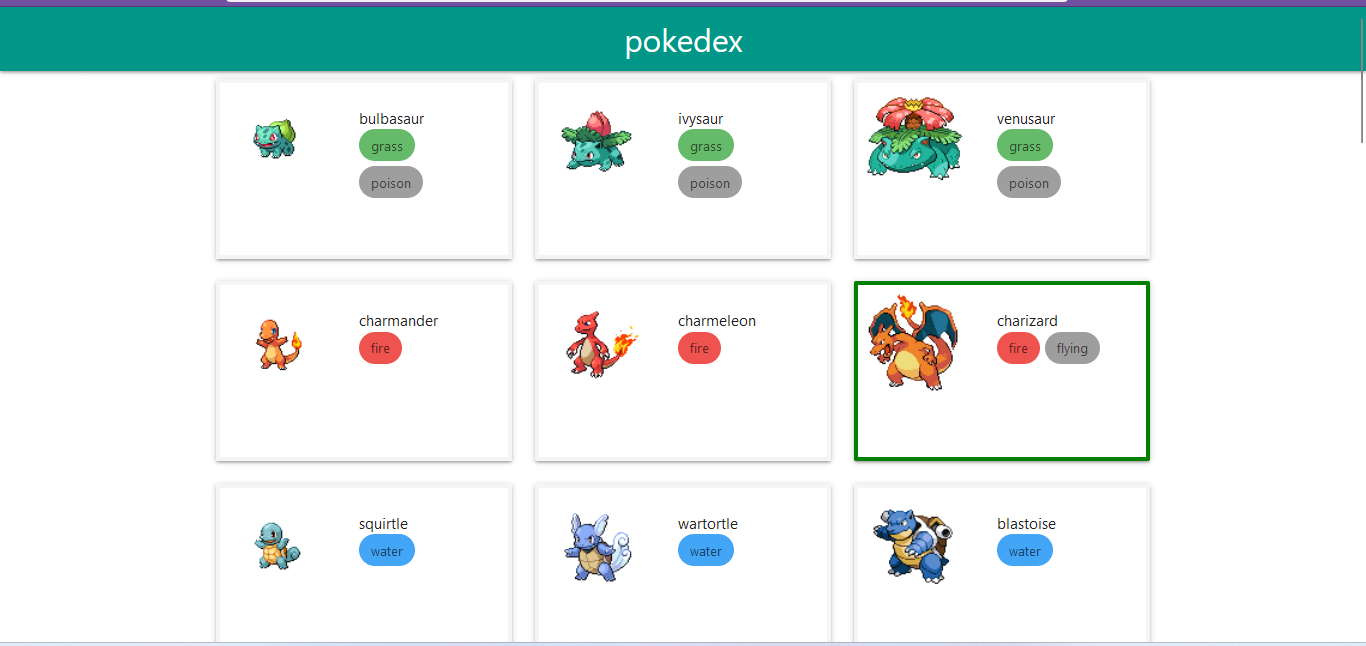 pokedex
bulbasaur
grass
poison
ivysaur
grass
poison
venusaur
grass
poison
charmander
fire
charmeleon
fire
charizard
fire flying
squirtle
water
wartortle
water
blastoise
water